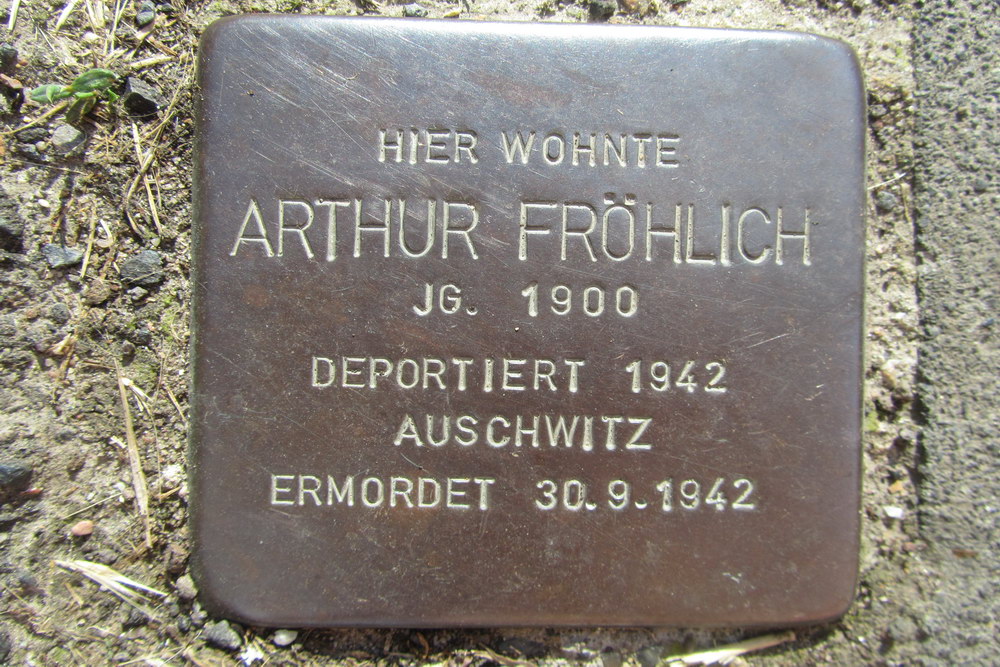 HIER WOHNTE
ARTHUR FRÖHLICH
JG. 1900
DEPORTIERT 1942
AUSCHWITZ
ERMORDET 30.9.1942